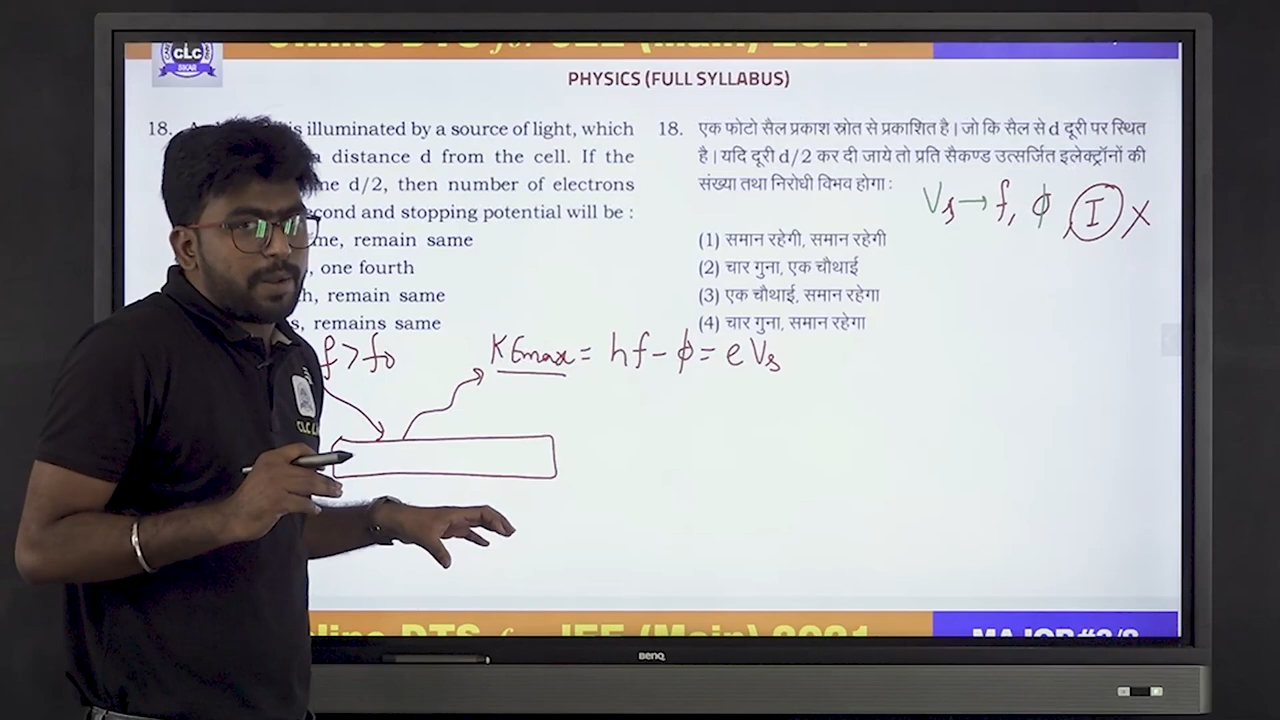 CLC
SIKAR
PHYSICS (FULL SYLLABUS)
18. is illuminated by a source of light, which
a distance d from the cell. If the
d/2, then number of electrons
second and stopping potential will be :
remain same
, one fourth
remain same
remains same
18. एक फोटो सैल प्रकाश स्रोत से प्रकाशित है। जो कि सैल से d दूरी पर स्थित
है। यदि दूरी d/2 कर दी जाये तो प्रति सैकण्ड उत्सर्जित इलेक्ट्रॉनों की
संख्या तथा निरोधी विभव होगा :
(1) समान रहेगी, समान रहेगी
(2) चार गुना, एक चौथाई
(3) एक चौथाई, समान रहेगा
(4) चार गुना, समान रहेगा
Vs → f, ϕ, I X
f > f0
KEmax = hf - ϕ = eVs
BenQ